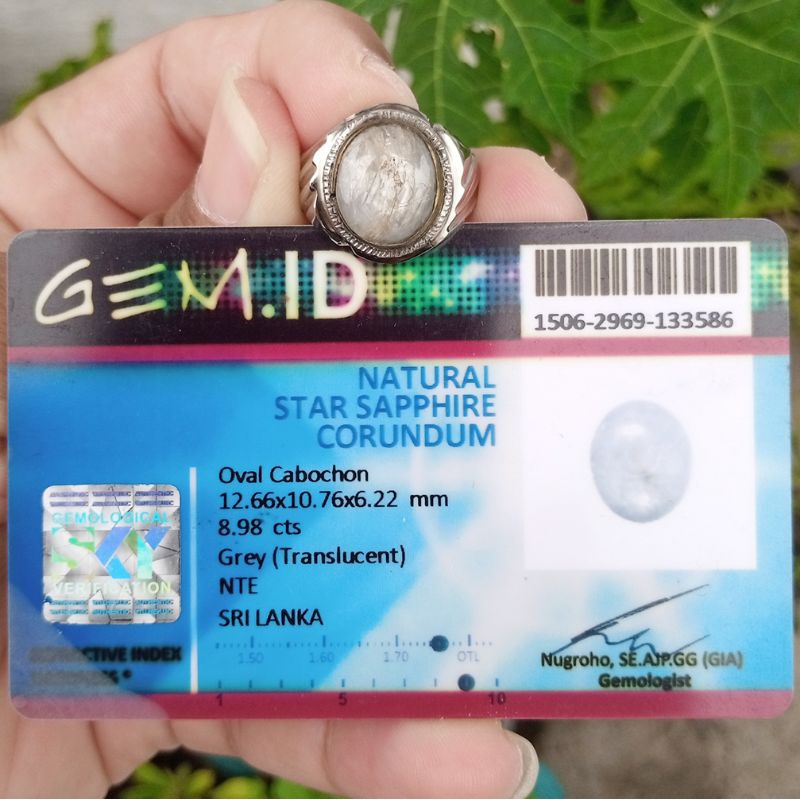 GEM.ID
1506-2969-133586
NATURAL
STAR SAPPHIRE
CORUNDUM
Oval Cabochon
12.66x10.76x6.22 mm
8.98 cts
Grey (Translucent)
NTE
SRI LANKA
GEMOLOGICAL
SKY
VERIFICATION
INDEX
1.50 1.60 1.70 OTL
1 5 10
Nugroho, SE.AJP.GG (GIA)
Gemologist